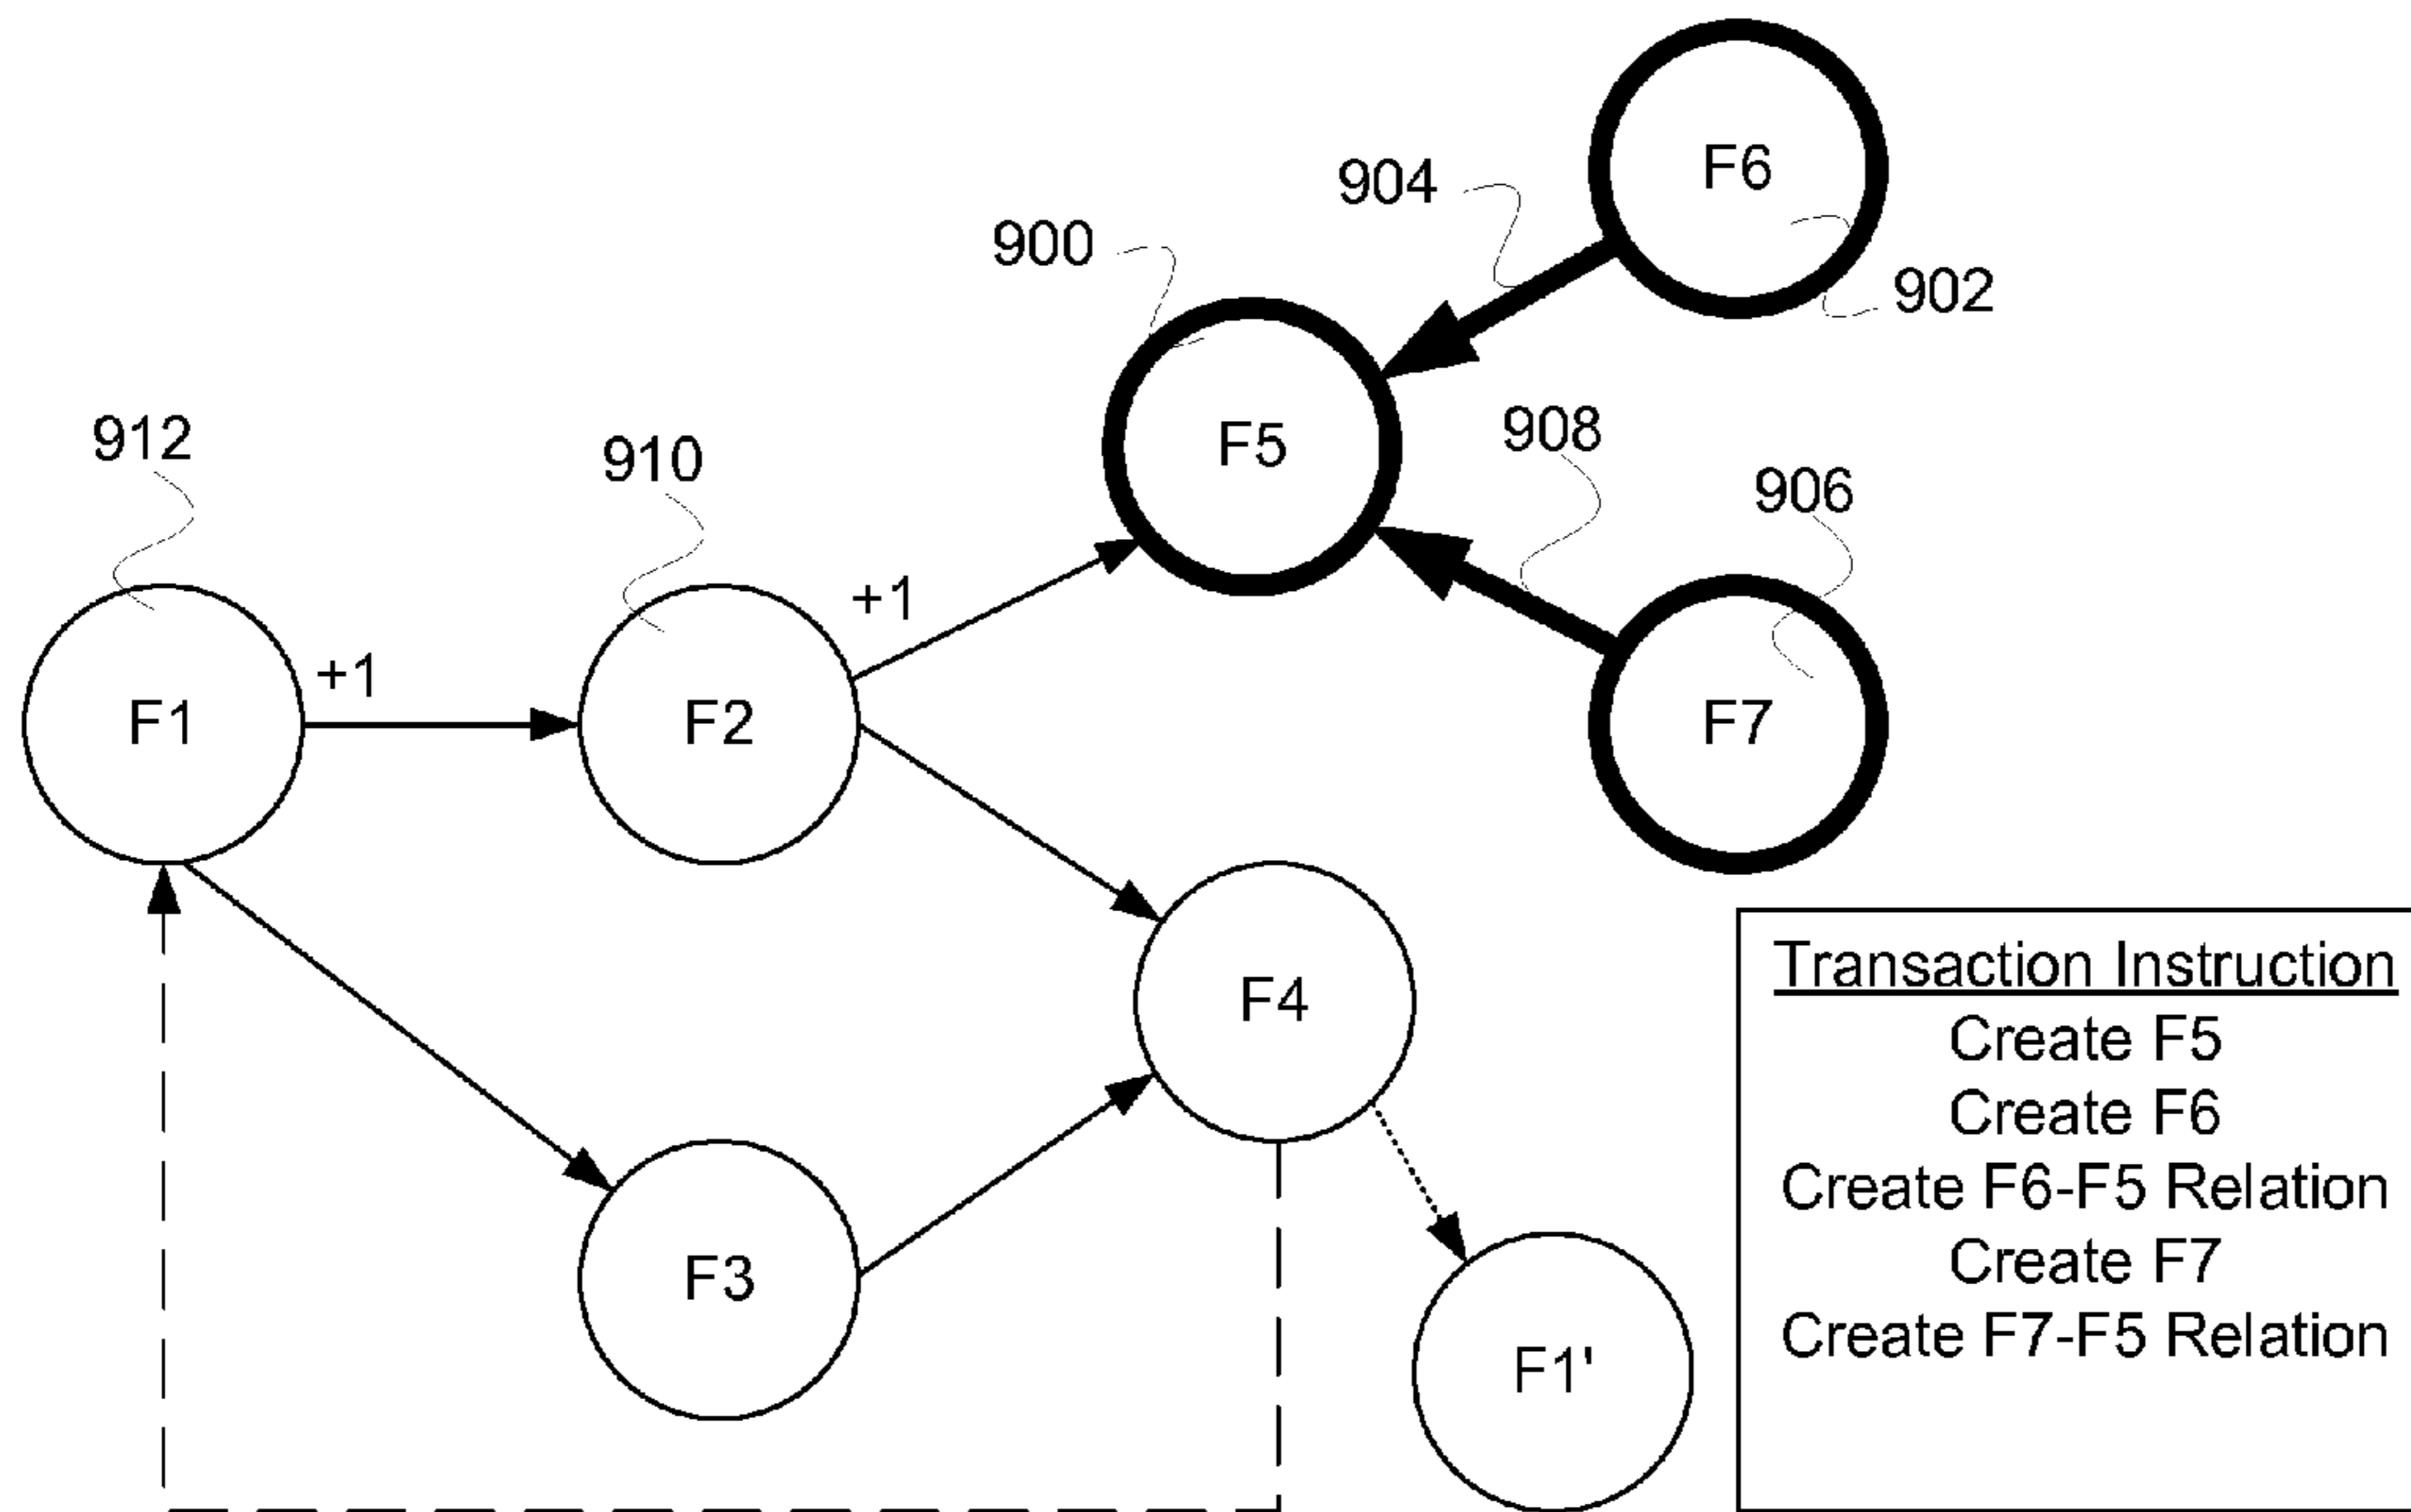 F6
904
900
902
F5
912
910
908
906
+1
+1
F1
F2
F7
F4
Transaction Instruction
Create F5
Create F6
Create F6-F5 Relation
Create F7
Create F7-F5 Relation
F3
F1'